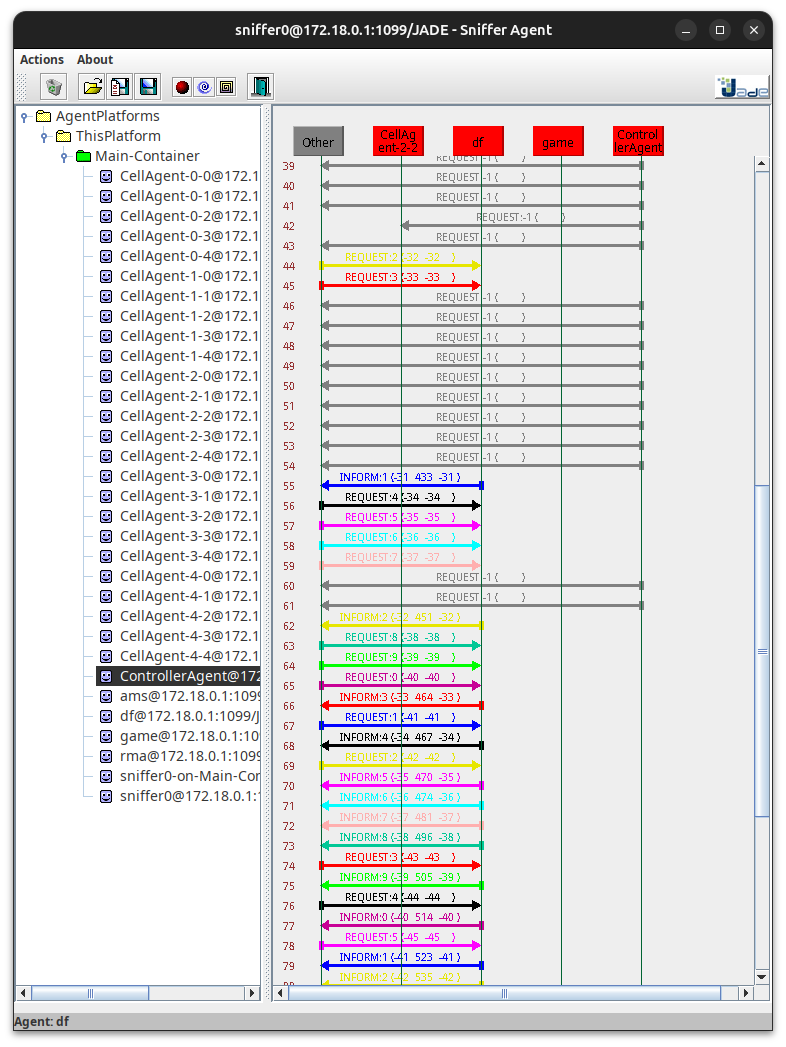 sniffer0@172.18.0.1:1099/JADE - Sniffer Agent
Actions About
Jade
AgentPlatforms
ThisPlatform
Main-Container
CellAgent-0-0@172.1
CellAgent-0-1@172.1
CellAgent-0-2@172.1
CellAgent-0-3@172.1
CellAgent-0-4@172.1
CellAgent-1-0@172.1
CellAgent-1-1@172.1
CellAgent-1-2@172.1
CellAgent-1-3@172.1
CellAgent-1-4@172.1
CellAgent-2-0@172.1
CellAgent-2-1@172.1
CellAgent-2-2@172.1
CellAgent-2-3@172.1
CellAgent-2-4@172.1
CellAgent-3-0@172.1
CellAgent-3-1@172.1
CellAgent-3-2@172.1
CellAgent-3-3@172.1
CellAgent-3-4@172.1
CellAgent-4-0@172.1
CellAgent-4-1@172.1
CellAgent-4-2@172.1
CellAgent-4-3@172.1
CellAgent-4-4@172.1
ControllerAgent@172
ams@172.18.0.1:1099
df@172.18.0.1:1099/J
game@172.18.0.1:109
rma@172.18.0.1:1099
sniffer0-on-Main-Cor
sniffer0@172.18.0.1:1
Other
CellAg
ent-2-2
df
game
Control
lerAgent
39 REQUEST:-1 ( )
40 REQUEST:-1 ( )
41 REQUEST:-1 ( )
42 REQUEST:-1 ( )
43 REQUEST:-1 ( )
44 REQUEST:2 (-32 -32 )
45 REQUEST:3 (-33 -33 )
46 REQUEST:-1 ( )
47 REQUEST:-1 ( )
48 REQUEST:-1 ( )
49 REQUEST:-1 ( )
50 REQUEST:-1 ( )
51 REQUEST:-1 ( )
52 REQUEST:-1 ( )
53 REQUEST:-1 ( )
54 REQUEST:-1 ( )
55 INFORM:1 (-31 433 -31 )
56 REQUEST:4 (-34 -34 )
57 REQUEST:5 (-35 -35 )
58 REQUEST:6 (-36 -36 )
59 REQUEST:7 (-37 -37 )
60 REQUEST:-1 ( )
61 REQUEST:-1 ( )
62 INFORM:2 (-32 451 -32 )
63 REQUEST:8 (-38 -38 )
64 REQUEST:9 (-39 -39 )
65 REQUEST:0 (-40 -40 )
66 INFORM:3 (-33 464 -33 )
67 REQUEST:1 (-41 -41 )
68 INFORM:4 (-34 467 -34 )
69 REQUEST:2 (-42 -42 )
70 INFORM:5 (-35 470 -35 )
71 INFORM:6 (-36 474 -36 )
72 INFORM:7 (-37 481 -37 )
73 INFORM:8 (-38 496 -38 )
74 REQUEST:3 (-43 -43 )
75 INFORM:9 (-39 505 -39 )
76 REQUEST:4 (-44 -44 )
77 INFORM:0 (-40 514 -40 )
78 REQUEST:5 (-45 -45 )
79 INFORM:1 (-41 523 -41 )
INFORM:2 (-42 535 -42 )
Agent: df